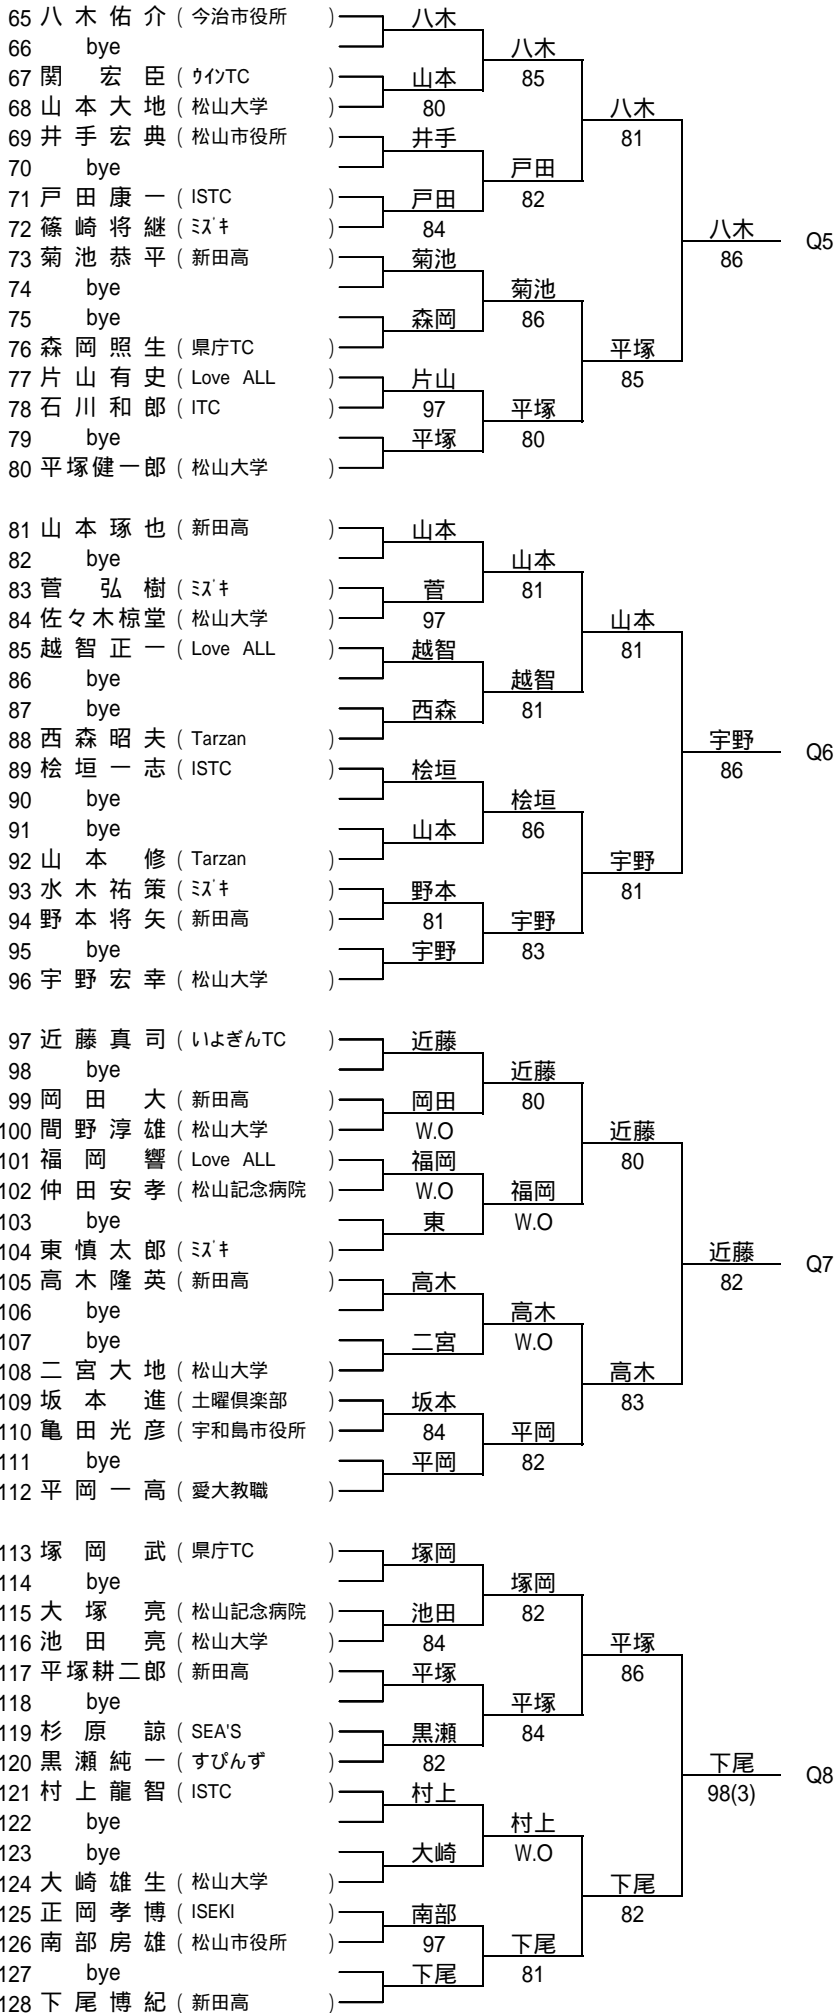 65 八木佑介 ( 今治市役所 ) 八木
66 bye 八木
67 関 宏臣 ( ｳｲﾝTC ) 山本 85
68 山本大地 ( 松山大学 ) 80 八木
69 井手宏典 ( 松山市役所 ) 井手 81
70 bye 戸田
71 戸田康一 ( ISTC ) 戸田 82
72 篠崎将継 ( ﾐｽﾞｷ ) 84 八木 Q5
73 菊池恭平 ( 新田高 ) 菊池 86
74 bye 菊池
75 bye 森岡 86
76 森岡照生 ( 県庁TC ) 平塚
77 片山有史 ( Love ALL ) 片山 85
78 石川和郎 ( ITC ) 97 平塚
79 bye 平塚 80
80 平塚健一郎 ( 松山大学 )
81 山本琢也 ( 新田高 ) 山本
82 bye 山本
83 菅 弘樹 ( ﾐｽﾞｷ ) 菅 81
84 佐々木椋堂 ( 松山大学 ) 97 山本
85 越智正一 ( Love ALL ) 越智 81
86 bye 越智
87 bye 西森 81
88 西森昭夫 ( Tarzan ) 宇野 Q6
89 桧垣一志 ( ISTC ) 桧垣 86
90 bye 桧垣
91 bye 山本 86
92 山本 修 ( Tarzan ) 宇野
93 水木祐策 ( ﾐｽﾞｷ ) 野本 81
94 野本将矢 ( 新田高 ) 81 宇野
95 bye 宇野 83
96 宇野宏幸 ( 松山大学 )
97 近藤真司 ( いよぎんTC ) 近藤
98 bye 近藤
99 岡田 大 ( 新田高 ) 岡田 80
100 間野淳雄 ( 松山大学 ) W.O 近藤
101 福岡 響 ( Love ALL ) 福岡 80
102 仲田安孝 ( 松山記念病院 ) W.O 福岡
103 bye 東 W.O
104 東慎太郎 ( ﾐｽﾞｷ ) 近藤 Q7
105 高木隆英 ( 新田高 ) 高木 82
106 bye 高木
107 bye 二宮 W.O
108 二宮大地 ( 松山大学 ) 高木
109 坂本 進 ( 土曜倶楽部 ) 坂本 83
110 亀田光彦 ( 宇和島市役所 ) 84 平岡
111 bye 平岡 82
112 平岡一高 ( 愛大教職 )
113 塚岡 武 ( 県庁TC ) 塚岡
114 bye 塚岡
115 大塚 亮 ( 松山記念病院 ) 池田 82
116 池田 亮 ( 松山大学 ) 84 平塚
117 平塚耕二郎 ( 新田高 ) 平塚 86
118 bye 平塚
119 杉原 諒 ( SEA'S ) 黒瀬 84
120 黒瀬純一 ( すぴんず ) 82 下尾 Q8
121 村上龍智 ( ISTC ) 村上 98(3)
122 bye 村上
123 bye 大崎 W.O
124 大崎雄生 ( 松山大学 ) 下尾
125 正岡孝博 ( ISEKI ) 南部 82
126 南部房雄 ( 松山市役所 ) 97 下尾
127 bye 下尾 81
128 下尾博紀 ( 新田高 )